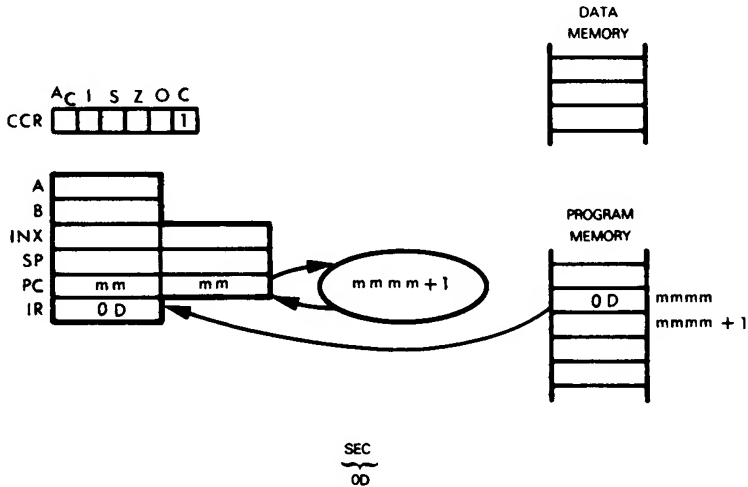 DATA
MEMORY
AC I S Z O C
CCR 1
A
B
INX
SP
PC mm mm
IR 0D
mmmm+1
PROGRAM
MEMORY
0D mmmm
mmmm + 1
SEC
0D